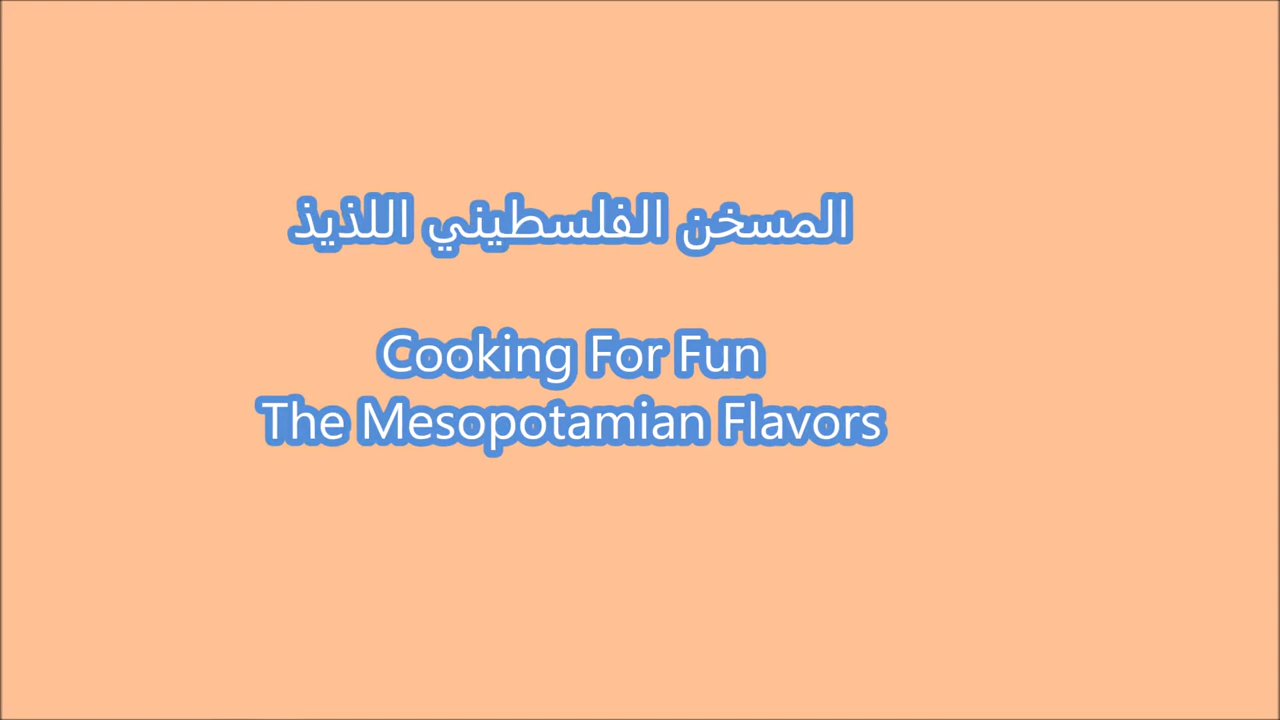 المسخن الفلسطيني اللذيذ
Cooking For Fun
The Mesopotamian Flavors